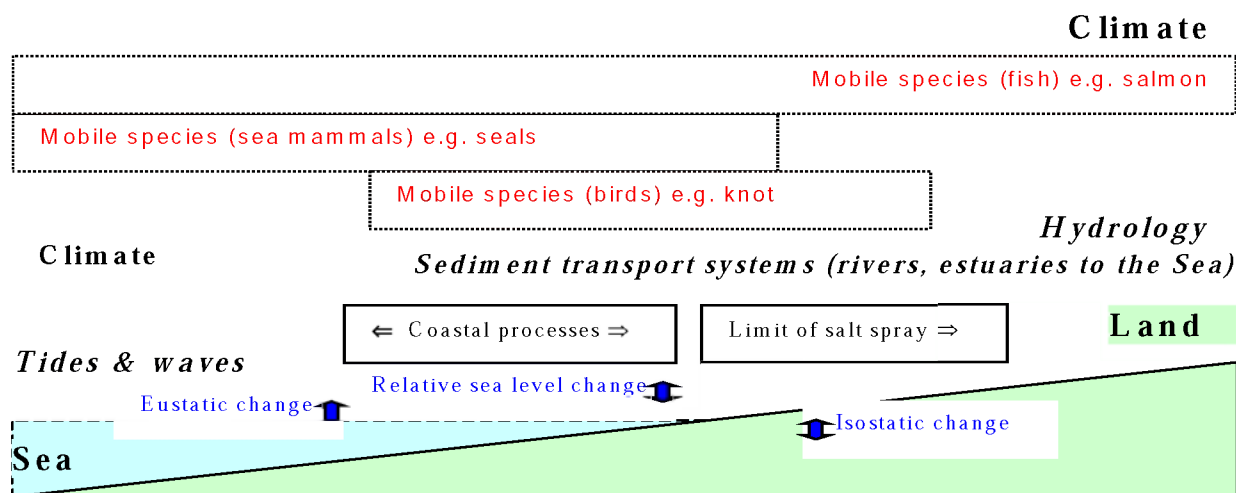 Climate
Mobile species (fish) e.g. salmon
Mobile species (sea mammals) e.g. seals
Mobile species (birds) e.g. knot
Hydrology
Climate
Sediment transport systems (rivers, estuaries to the Sea)
⇐ Coastal processes ⇒
Limit of salt spray ⇒
Land
Tides & waves
Relative sea level change
Eustatic change
Isostatic change
Sea